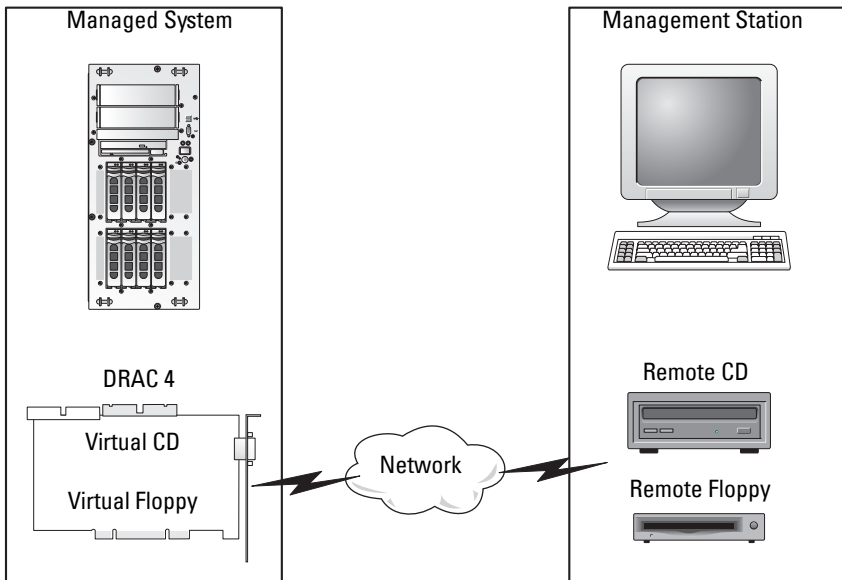 Managed System
Management Station
DRAC 4
Virtual CD
Virtual Floppy
Network
Remote CD
Remote Floppy